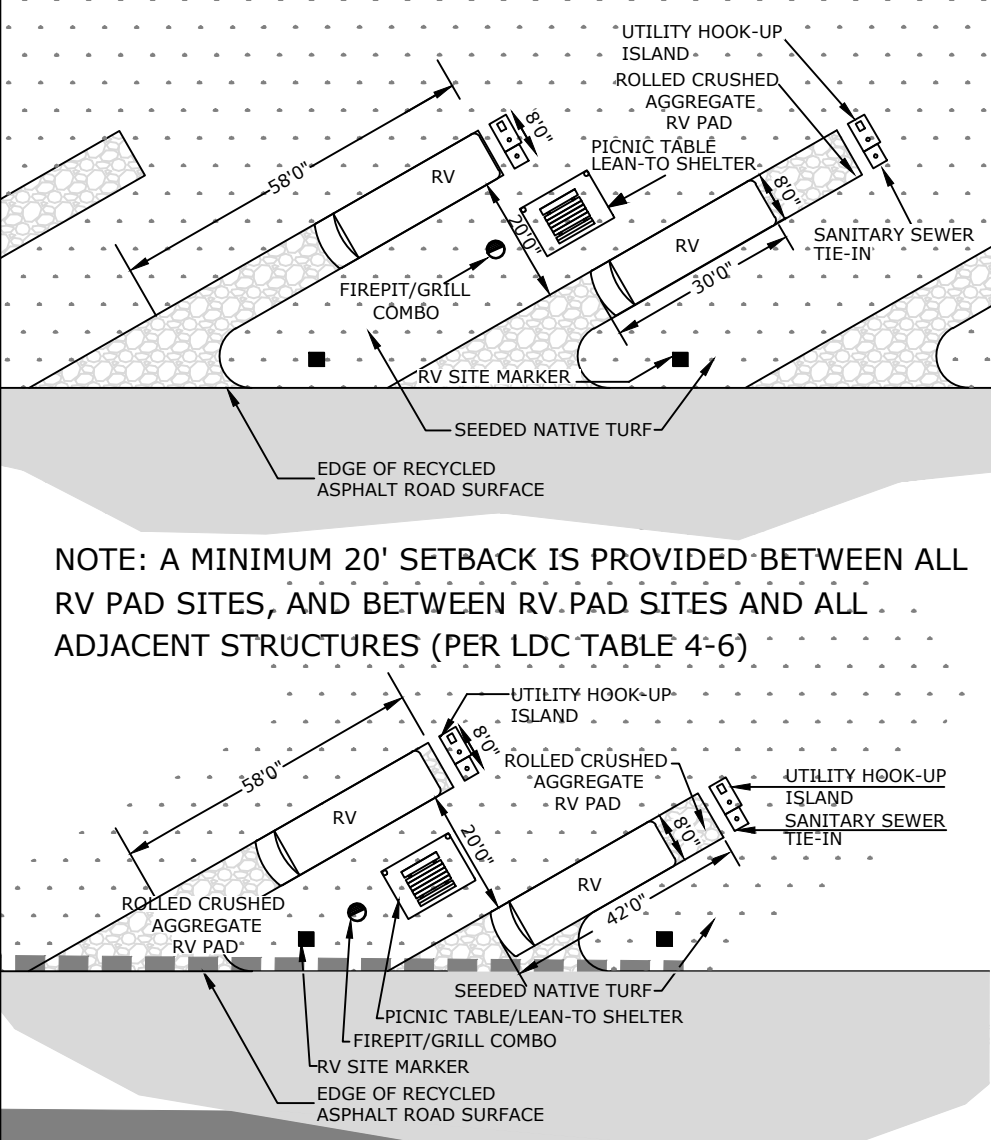 UTILITY HOOK-UP
ISLAND
ROLLED CRUSHED
AGGREGATE
RV PAD
PICNIC TABLE
LEAN-TO SHELTER
8'0"
58'0"
RV
20'0"
8'0"
RV
30'0"
SANITARY SEWER
TIE-IN
FIREPIT/GRILL
COMBO
RV SITE MARKER
SEEDED NATIVE TURF
EDGE OF RECYCLED
ASPHALT ROAD SURFACE
NOTE: A MINIMUM 20' SETBACK IS PROVIDED BETWEEN ALL
RV PAD SITES, AND BETWEEN RV PAD SITES AND ALL
ADJACENT STRUCTURES (PER LDC TABLE 4-6)
UTILITY HOOK-UP
ISLAND
8'0"
58'0"
ROLLED CRUSHED
AGGREGATE
RV PAD
UTILITY HOOK-UP
ISLAND
SANITARY SEWER
TIE-IN
RV
20'0"
8'0"
RV
42'0"
ROLLED CRUSHED
AGGREGATE
RV PAD
SEEDED NATIVE TURF
PICNIC TABLE/LEAN-TO SHELTER
FIREPIT/GRILL COMBO
RV SITE MARKER
EDGE OF RECYCLED
ASPHALT ROAD SURFACE